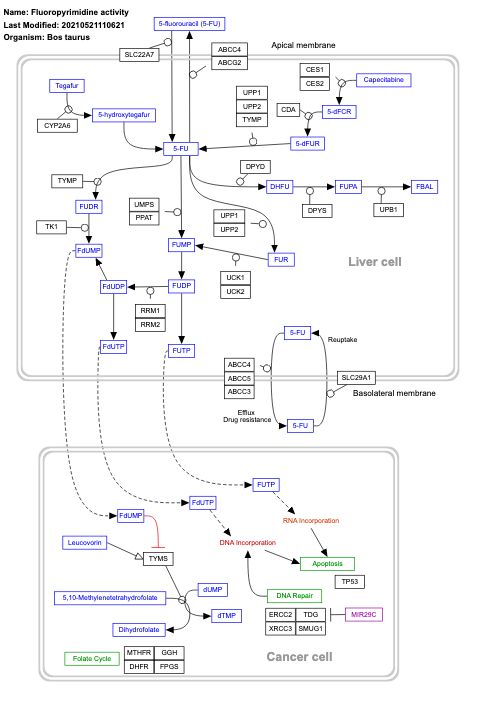 Name: Fluoropyrimidine activity
Last Modified: 20210521110621
Organism: Bos taurus
5-fluorouracil (5-FU)
SLC22A7
ABCC4
ABCG2
Apical membrane
Tegafur
CYP2A6
5-hydroxytegafur
UPP1
UPP2
TYMP
CES1
CES2
Capecitabine
CDA
5-dFCR
5-dFUR
5-FU
TYMP
DPYD
FUDR
DHFU
FUPA
FBAL
DPYS
UPB1
UMPS
PPAT
UPP1
UPP2
TK1
FdUMP
FUMP
FUR
Liver cell
UCK1
UCK2
FdUDP
FUDP
RRM1
RRM2
FdUTP
FUTP
5-FU
Reuptake
ABCC4
ABCC5
ABCC3
SLC29A1
Basolateral membrane
Efflux
Drug resistance
5-FU
FUTP
FdUTP
FdUMP
RNA Incorporation
DNA Incorporation
Leucovorin
TYMS
Apoptosis
TP53
5,10-Methylenetetrahydrofolate
dUMP
DNA Repair
dTMP
ERCC2
TDG
XRCC3
SMUG1
MIR29C
Dihydrofolate
Folate Cycle
MTHFR
GGH
DHFR
FPGS
Cancer cell